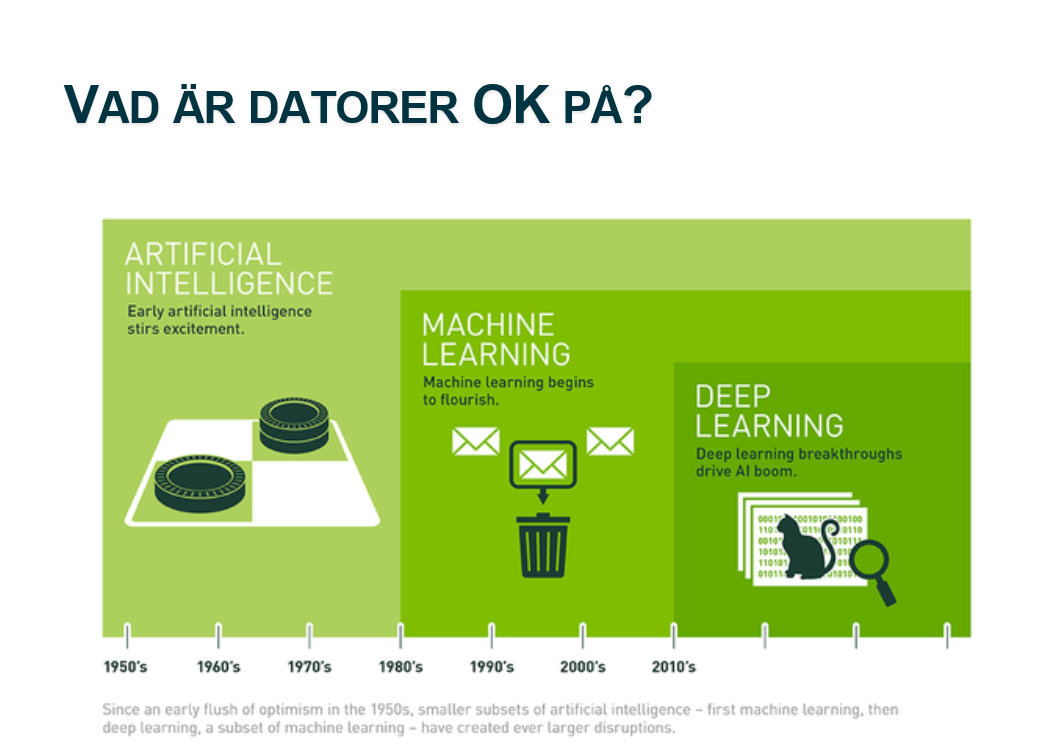 VAD ÄR DATORER OK PÅ?
ARTIFICIAL
INTELLIGENCE
Early artificial intelligence
stirs excitement.
MACHINE
LEARNING
Machine learning begins
to flourish.
DEEP
LEARNING
Deep learning breakthroughs
drive AI boom.
1950's 1960's 1970's 1980's 1990's 2000's 2010's
Since an early flush of optimism in the 1950s, smaller subsets of artificial intelligence – first machine learning, then
deep learning, a subset of machine learning – have created ever larger disruptions.